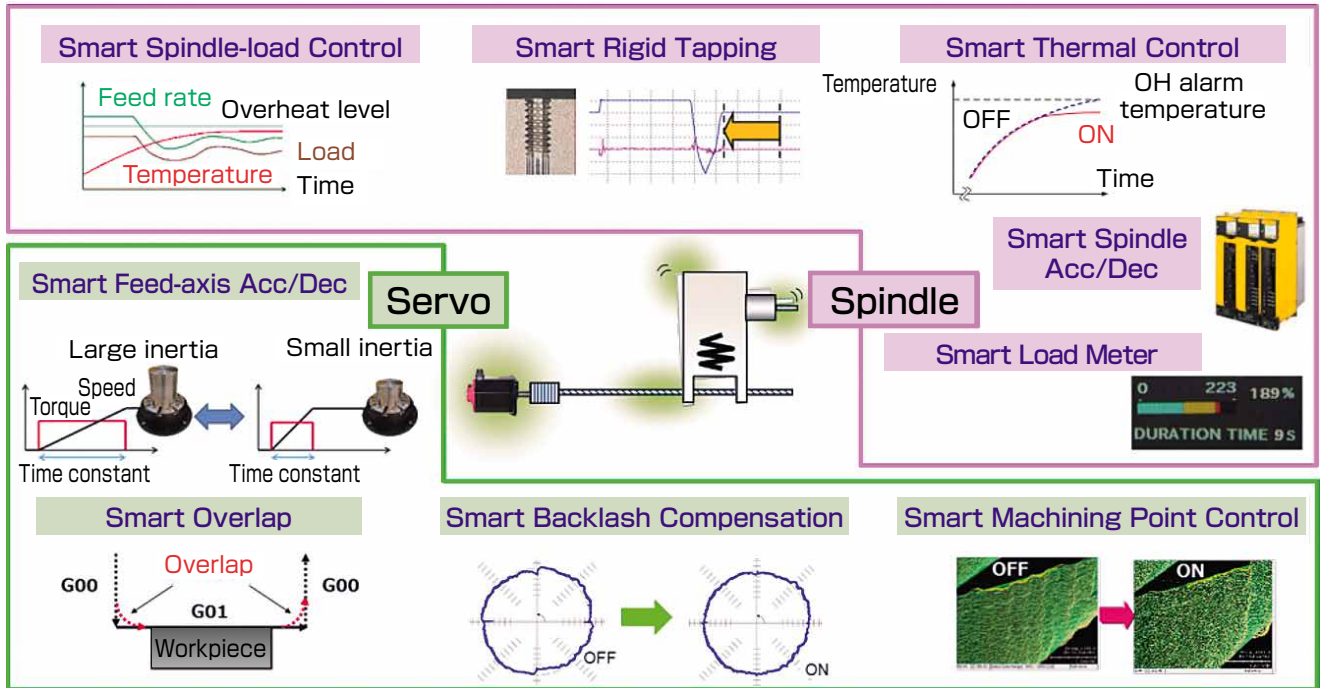 Smart Spindle-load Control
Feed rate
Overheat level
Load
Temperature
Time
Smart Rigid Tapping
Smart Thermal Control
Temperature
OH alarm
temperature
OFF
ON
Time
Smart Spindle
Acc/Dec
Spindle
Smart Load Meter
0 223 189%
DURATION TIME 9S
Smart Feed-axis Acc/Dec
Servo
Large inertia
Small inertia
Speed
Torque
Time constant
Time constant
Smart Overlap
Overlap
G00
G00
G01
Workpiece
Smart Backlash Compensation
OFF
ON
Smart Machining Point Control
OFF
ON